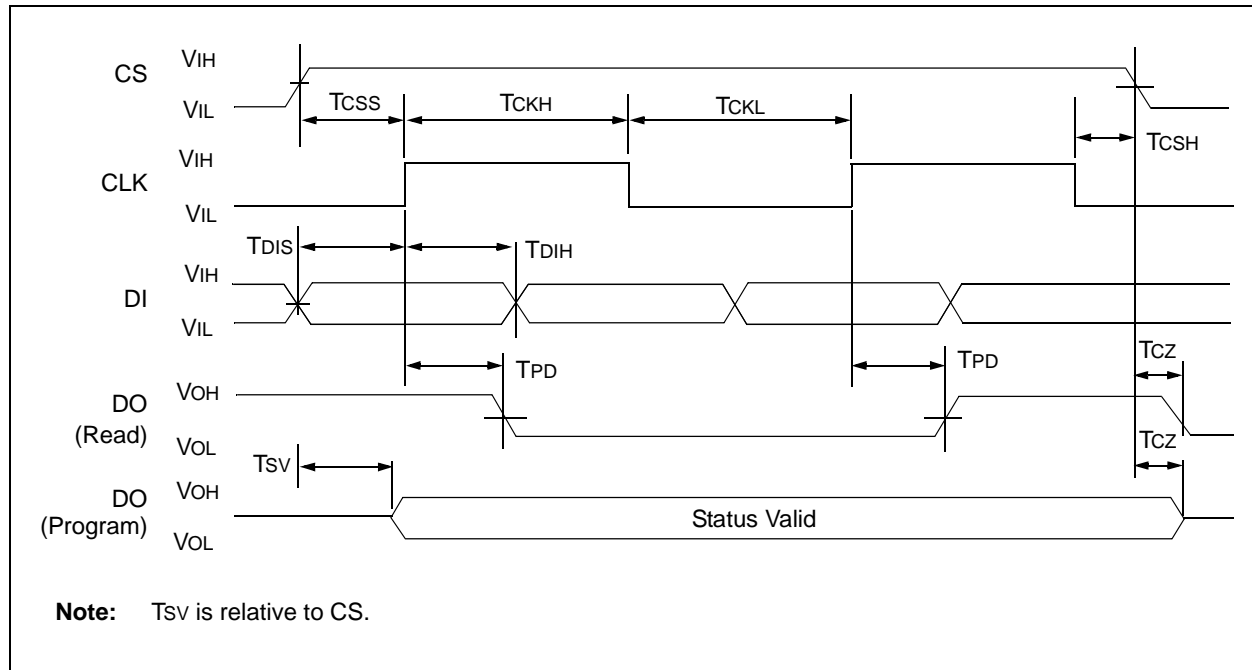 CS
VIH
VIL
TCSS
TCKH
TCKL
TCSH
CLK
VIH
VIL
TDIS
TDIH
DI
VIH
VIL
TPD
TPD
TCZ
DO
(Read)
VOH
VOL
TCZ
TSV
DO
(Program)
VOH
VOL
Status Valid
Note: TSV is relative to CS.